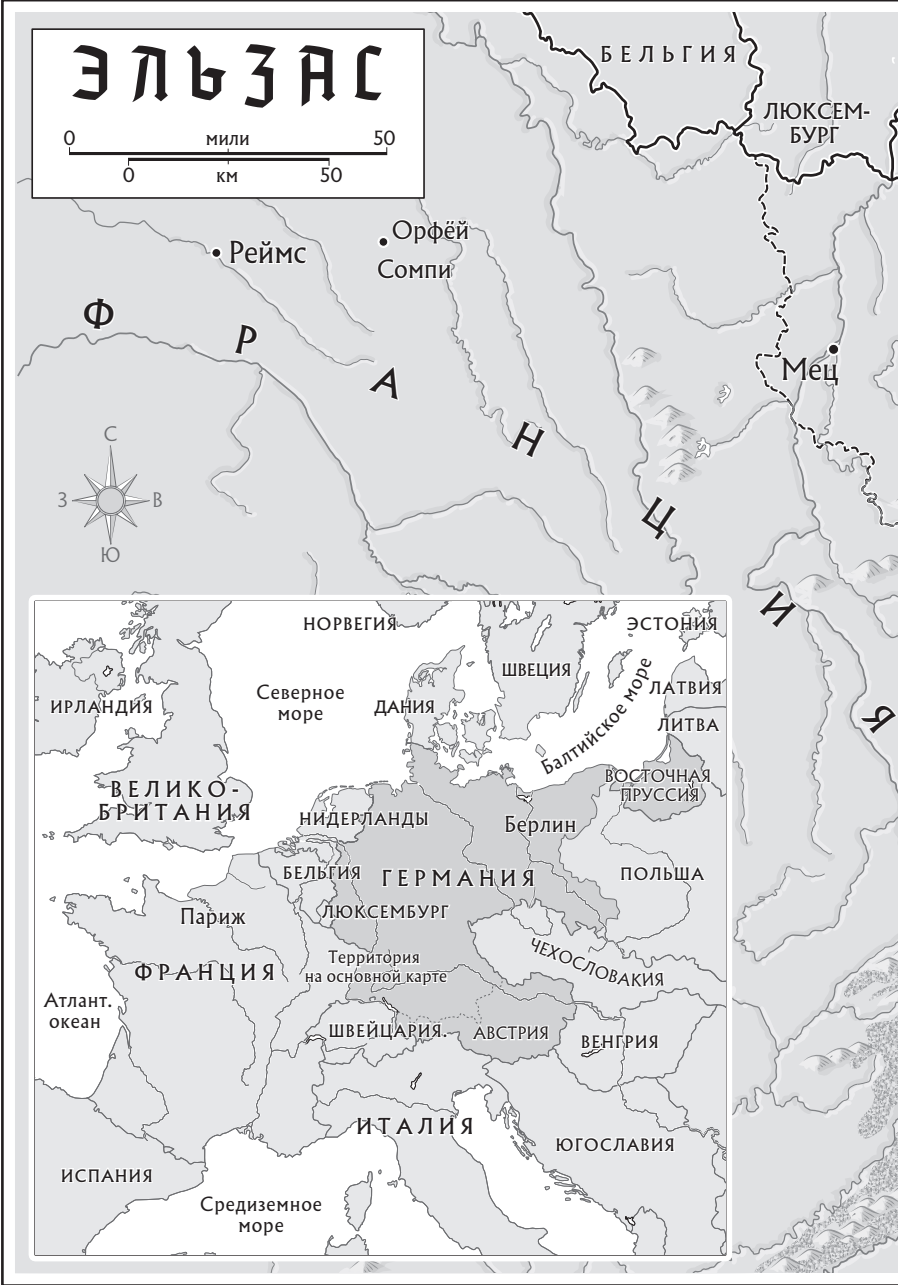 ЭЛЬЗАС
0 мили 50
0 км 50
БЕЛЬГИЯ
ЛЮКСЕМ-
БУРГ
Реймс
Орфёй
Сомпи
Мец
ФРАНЦИЯ
С
З В
Ю
НОРВЕГИЯ
ЭСТОНИЯ
ШВЕЦИЯ
ЛАТВИЯ
ИРЛАНДИЯ
Северное
море
ДАНИЯ
Балтийское море
ЛИТВА
ВОСТОЧНАЯ
ПРУССИЯ
ВЕЛИКО-
БРИТАНИЯ
НИДЕРЛАНДЫ
Берлин
БЕЛЬГИЯ
ГЕРМАНИЯ
ПОЛЬША
Париж
ЛЮКСЕМБУРГ
ЧЕХОСЛОВАКИЯ
Территория
на основной карте
ФРАНЦИЯ
Атлант.
океан
ШВЕЙЦАРИЯ.
АВСТРИЯ
ВЕНГРИЯ
ИТАЛИЯ
ЮГОСЛАВИЯ
ИСПАНИЯ
Средиземное
море